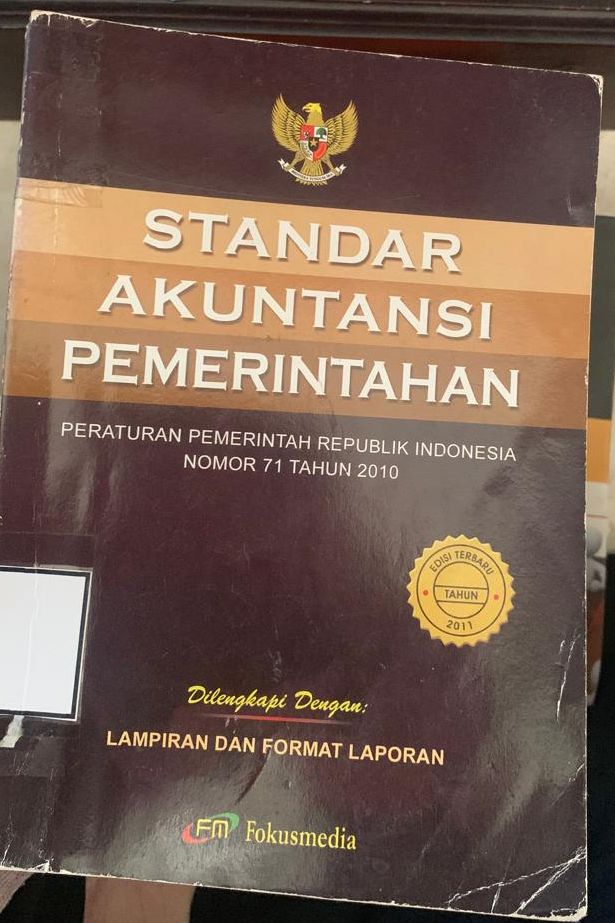 STANDAR
AKUNTANSI
PEMERINTAHAN
PERATURAN PEMERINTAH REPUBLIK INDONESIA
NOMOR 71 TAHUN 2010
EDISI TERBARU
TAHUN
2011
Dilengkapi Dengan:
LAMPIRAN DAN FORMAT LAPORAN
FM Fokusmedia